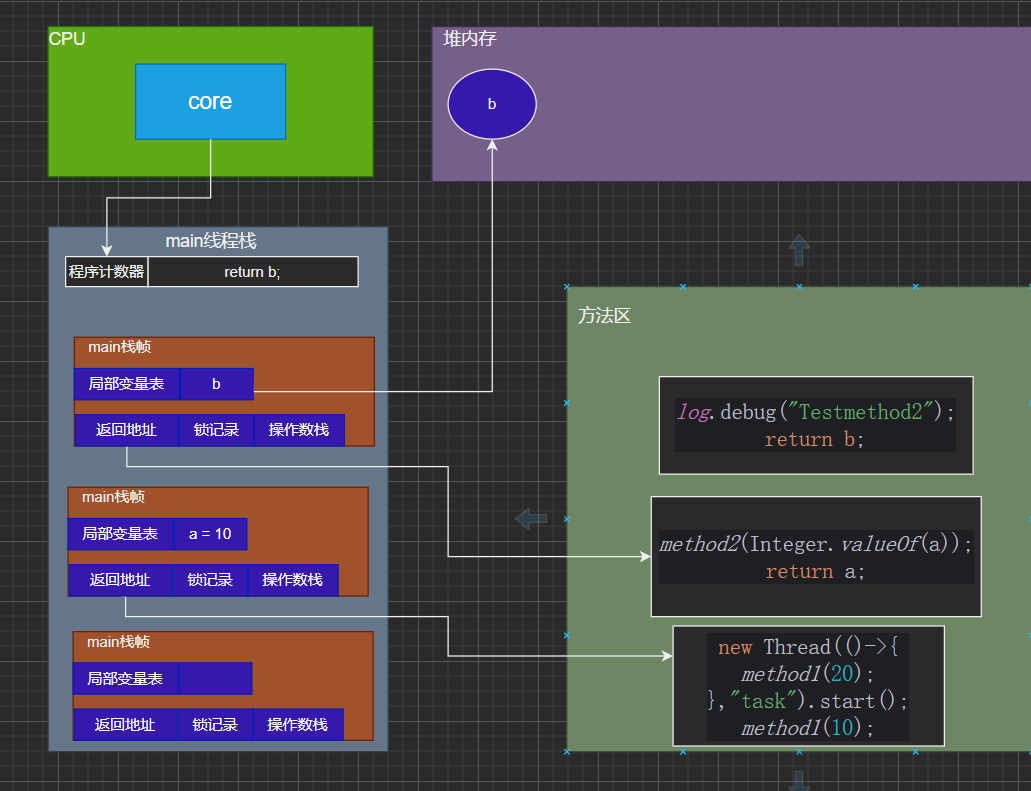 CPU
core
堆内存
b
main线程栈
程序计数器
return b;
main栈帧
局部变量表
b
返回地址
锁记录
操作数栈
main栈帧
局部变量表
a = 10
返回地址
锁记录
操作数栈
main栈帧
局部变量表
返回地址
锁记录
操作数栈
方法区
log.debug("Testmethod2");
return b;
method2(Integer.valueOf(a));
return a;
new Thread(()->{
method1(20);
},"task").start();
method1(10);